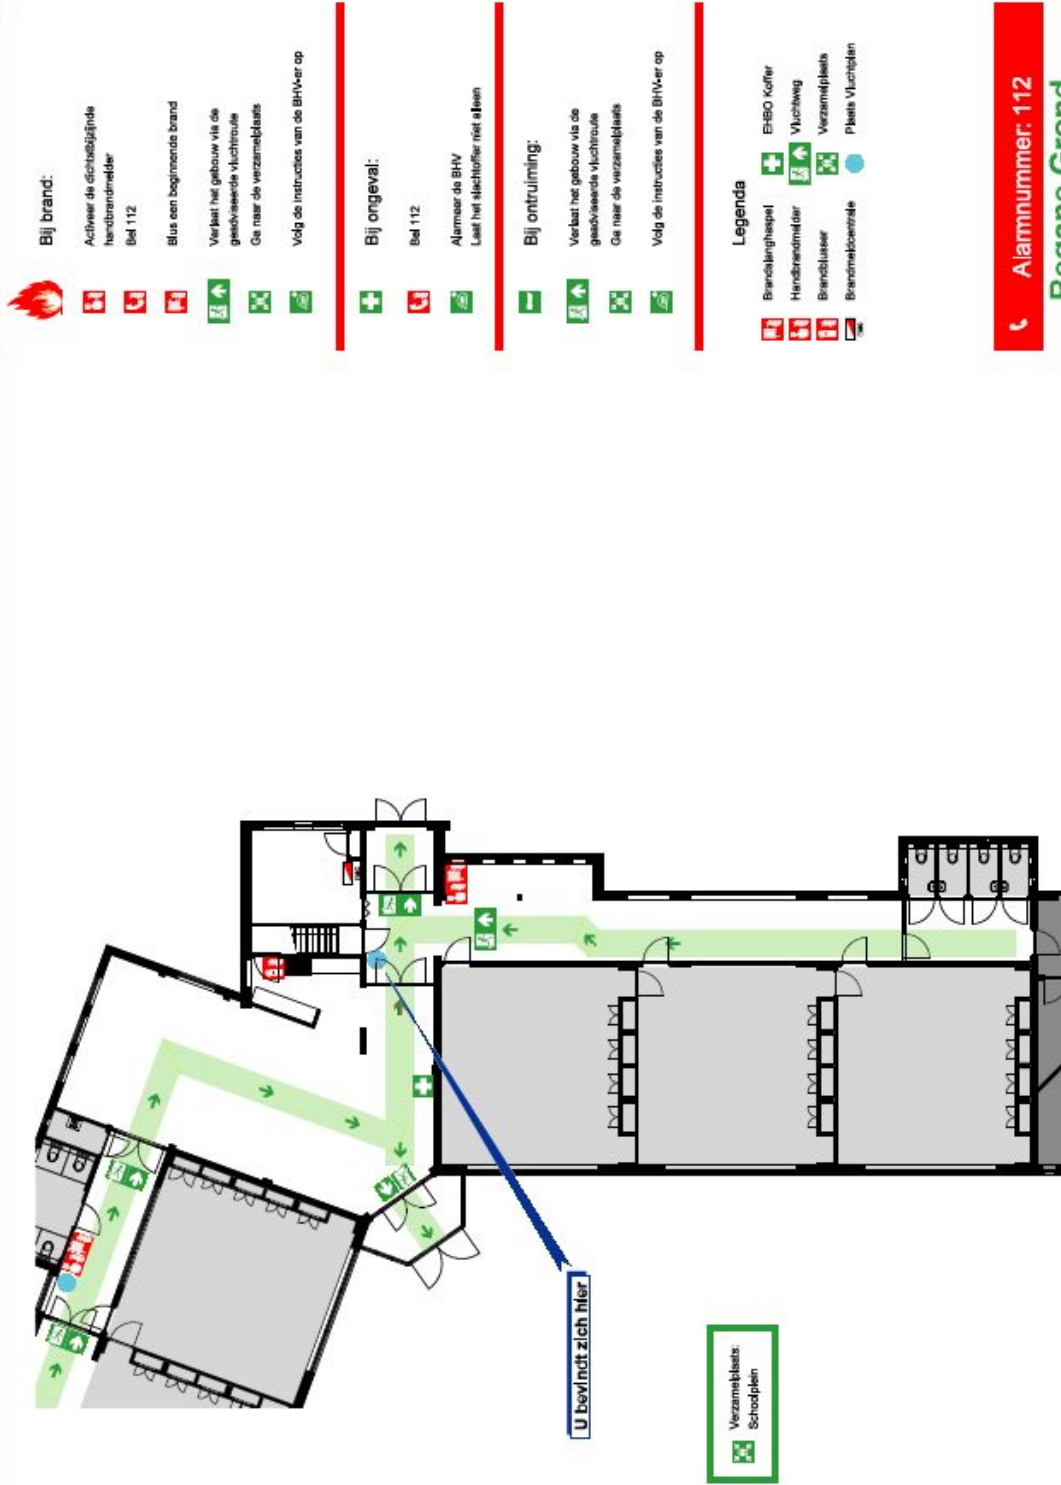 Bij brand:
Activeer de dichtstbijzijnde
handbrandmelder
Bel 112
Blus een beginnende brand
Verlaat het gebouw via de
geadviseerde vluchtroute
Ga naar de verzamelplaats
Volg de instructies van de BHV-er op
Bij ongeval:
Bel 112
Alarmeer de BHV
Laat het slachtoffer niet alleen
Bij ontruiming:
Verlaat het gebouw via de
geadviseerde vluchtroute
Ga naar de verzamelplaats
Volg de instructies van de BHV-er op
Legenda
Brandslanghaspel
Handbrandmelder
Brandblusser
Brandmeldcentrale
EHBO Koffer
Vluchtweg
Verzamelplaats
Plaats Vluchtplan
Alarmnummer: 112
Begane Grond
U bevindt zich hier
Verzamelplaats:
Schoolplein